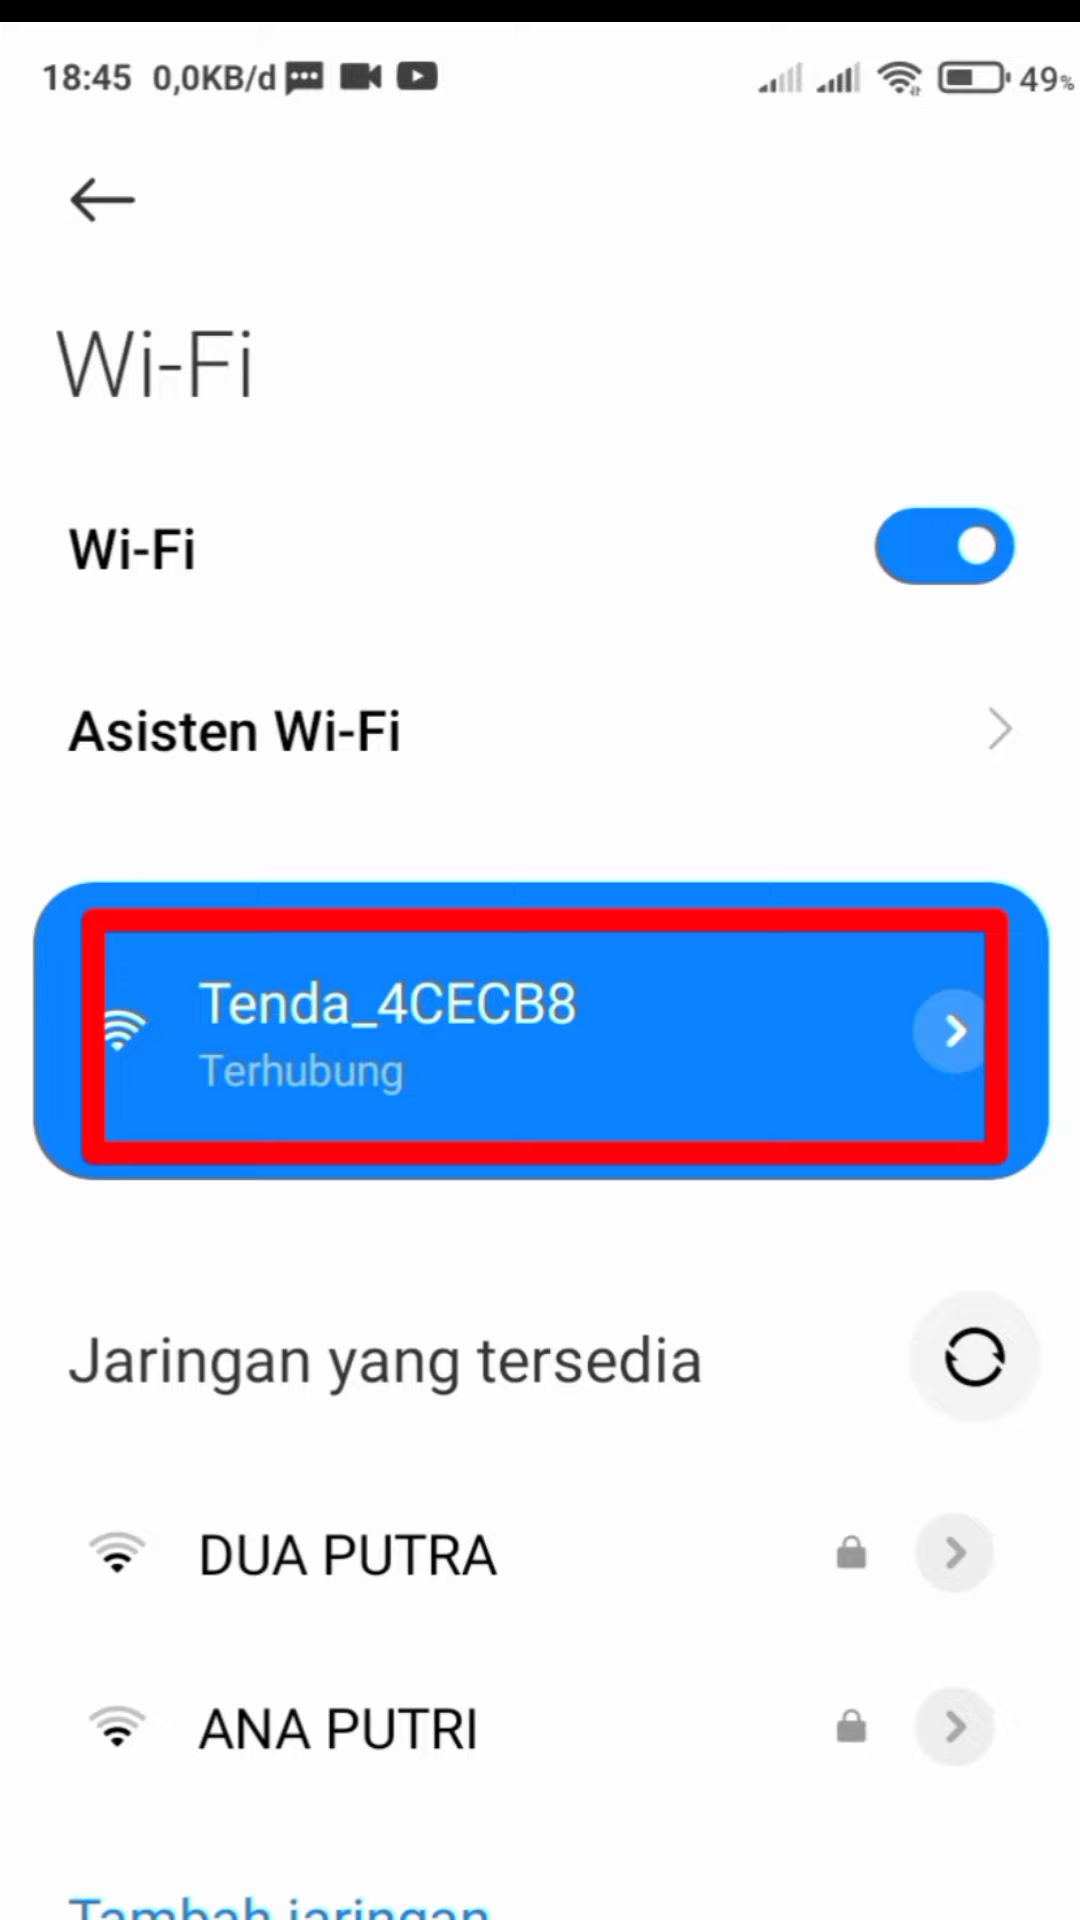 18:45 0,0KB/d 49%
Wi-Fi
Wi-Fi
Asisten Wi-Fi
Tenda_4CECB8
Terhubung
Jaringan yang tersedia
DUA PUTRA
ANA PUTRI
Tambah jaringan